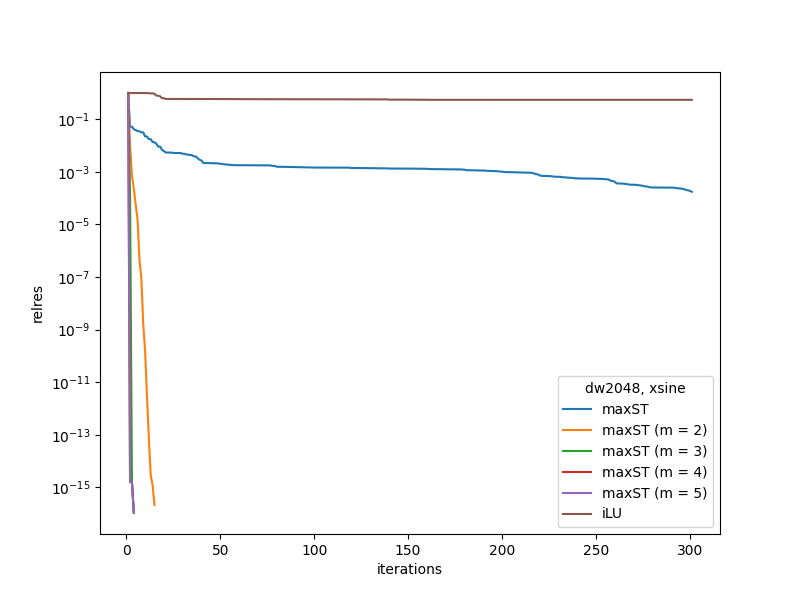 10⁻¹
10⁻³
10⁻⁵
10⁻⁷
10⁻⁹
10⁻¹¹
10⁻¹³
10⁻¹⁵
relres
0 50 100 150 200 250 300
iterations
dw2048, xsine
maxST
maxST (m = 2)
maxST (m = 3)
maxST (m = 4)
maxST (m = 5)
iLU